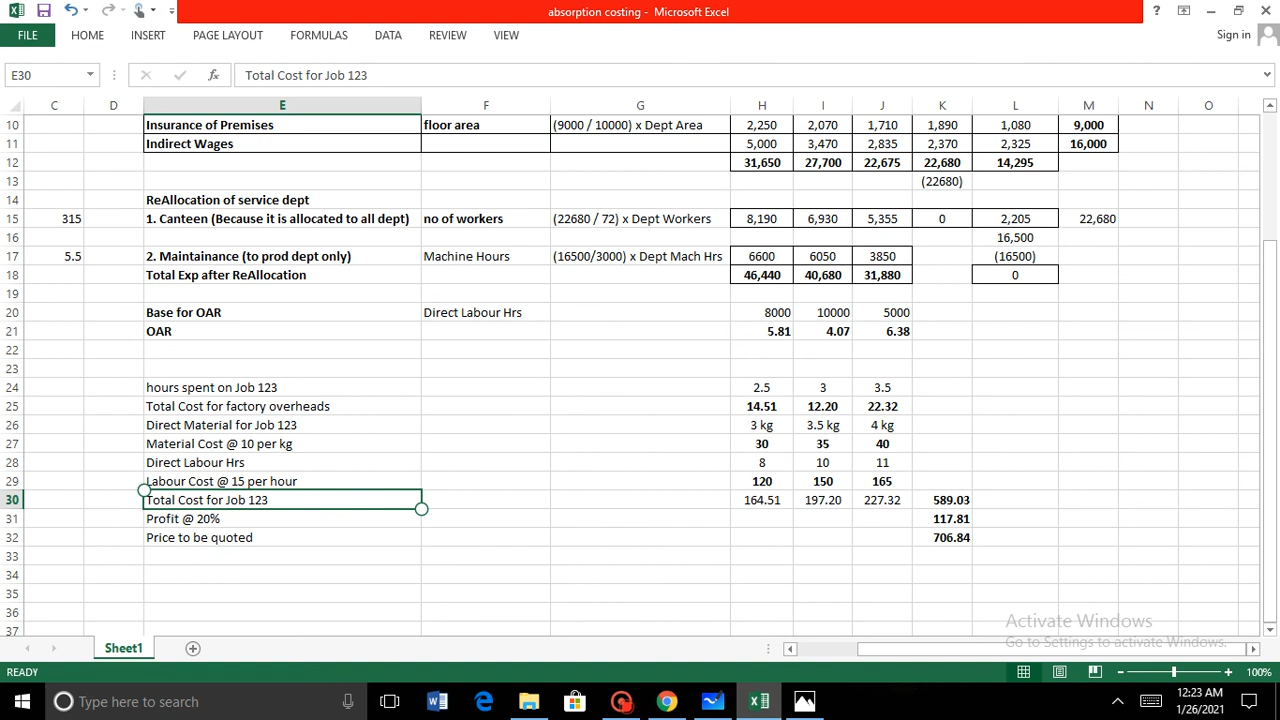 absorption costing - Microsoft Excel
?
FILE HOME INSERT PAGE LAYOUT FORMULAS DATA REVIEW VIEW Sign in
E30 fx Total Cost for Job 123
C D E F G H I J K L M N O
10 Insurance of Premises floor area (9000 / 10000) x Dept Area 2,250 2,070 1,710 1,890 1,080 9,000
11 Indirect Wages 5,000 3,470 2,835 2,370 2,325 16,000
12 31,650 27,700 22,675 22,680 14,295
13 (22680)
14 ReAllocation of service dept
15 315 1. Canteen (Because it is allocated to all dept) no of workers (22680 / 72) x Dept Workers 8,190 6,930 5,355 0 2,205 22,680
16 16,500
17 5.5 2. Maintainance (to prod dept only) Machine Hours (16500/3000) x Dept Mach Hrs 6600 6050 3850 (16500)
18 Total Exp after ReAllocation 46,440 40,680 31,880 0
19
20 Base for OAR Direct Labour Hrs 8000 10000 5000
21 OAR 5.81 4.07 6.38
22
23
24 hours spent on Job 123 2.5 3 3.5
25 Total Cost for factory overheads 14.51 12.20 22.32
26 Direct Material for Job 123 3 kg 3.5 kg 4 kg
27 Material Cost @ 10 per kg 30 35 40
28 Direct Labour Hrs 8 10 11
29 Labour Cost @ 15 per hour 120 150 165
30 Total Cost for Job 123 164.51 197.20 227.32 589.03
31 Profit @ 20% 117.81
32 Price to be quoted 706.84
33
34
35
36
37
Activate Windows
Go to Settings to activate Windows.
Sheet1
READY 100%
Type here to search
12:23 AM
1/26/2021